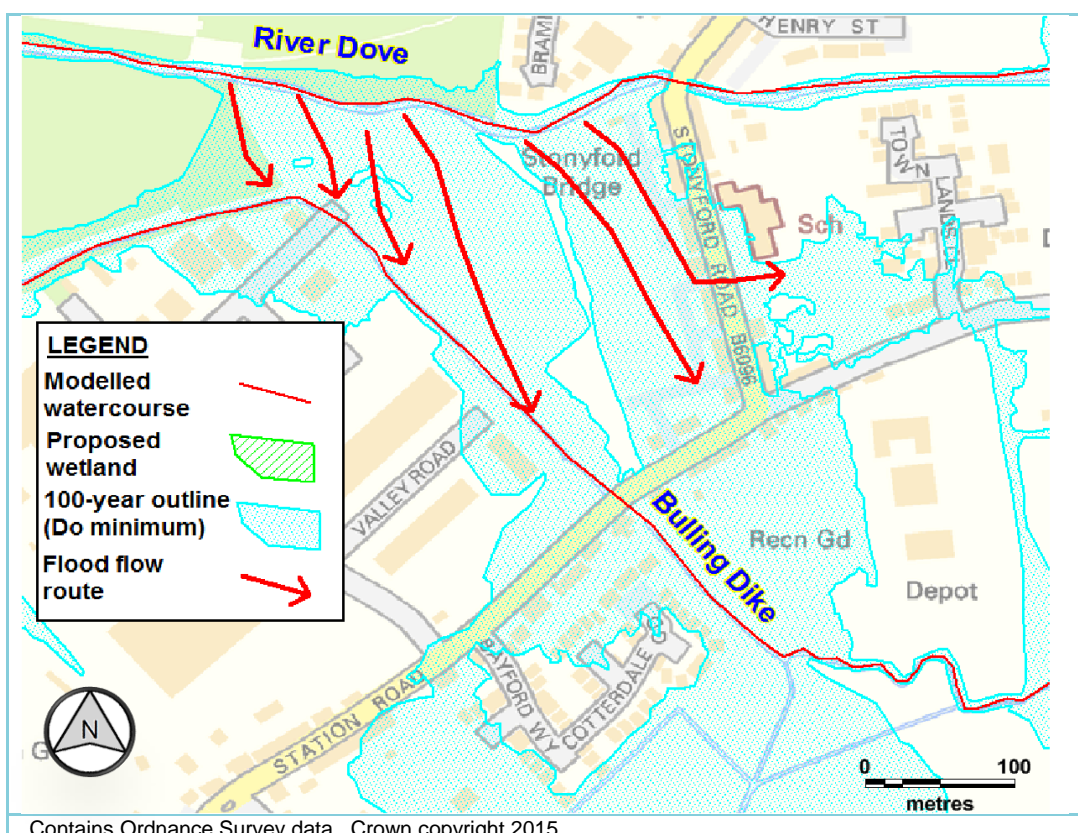 HENRY ST
BRAMI
River Dove
Stonyford
Bridge
STONYFORD ROAD B6096
Sch
TOWN
LANDS CL
D
LEGEND
Modelled
watercourse
Proposed
wetland
100-year outline
(Do minimum)
Flood flow
route
VALLEY ROAD
Bulling Dike
Recn Gd
Depot
BAYFORD WY
COTTERDALE
STATION ROAD
N
G
0 100
metres
Contains Ordnance Survey data. Crown copyright 2015